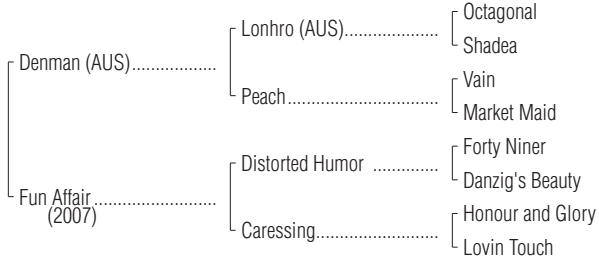 Octagonal
Lonhro (AUS)
Shadea
Denman (AUS)
Vain
Peach
Market Maid
Forty Niner
Distorted Humor
Danzig's Beauty
Fun Affair
(2007)
Honour and Glory
Caressing
Lovin Touch